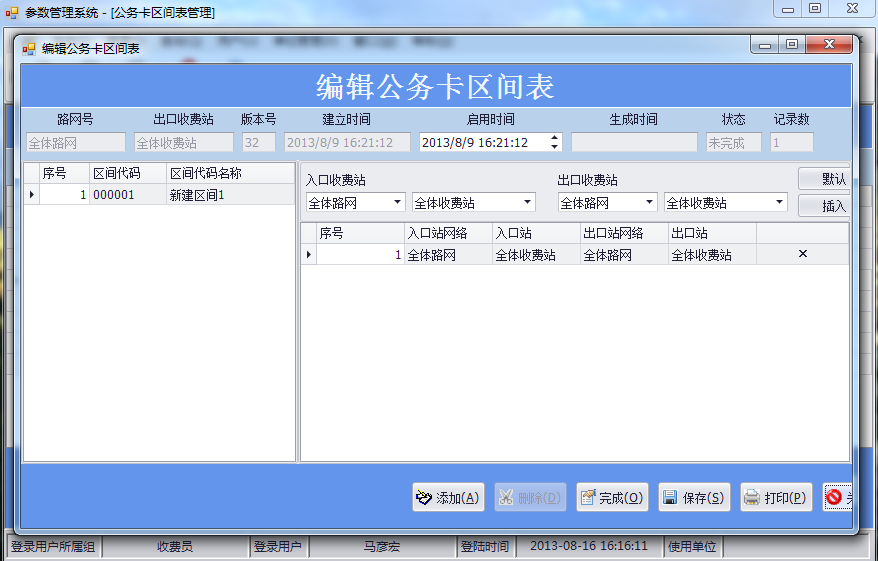 参数管理系统 - [公务卡区间表管理]
编辑公务卡区间表
编辑公务卡区间表
路网号 出口收费站 版本号 建立时间 启用时间 生成时间 状态 记录数
全体路网 全体收费站 32 2013/8/9 16:21:12 2013/8/9 16:21:12 未完成 1
序号 区间代码 区间代码名称
1 000001 新建区间1
入口收费站 出口收费站 默认
全体路网 全体收费站 全体路网 全体收费站 插入
序号 入口站网络 入口站 出口站网络 出口站
1 全体路网 全体收费站 全体路网 全体收费站 ✕
添加(A) 删除(D) 完成(O) 保存(S) 打印(P)
登录用户所属组 收费员 登录用户 马彦宏 登陆时间 2013-08-16 16:16:11 使用单位